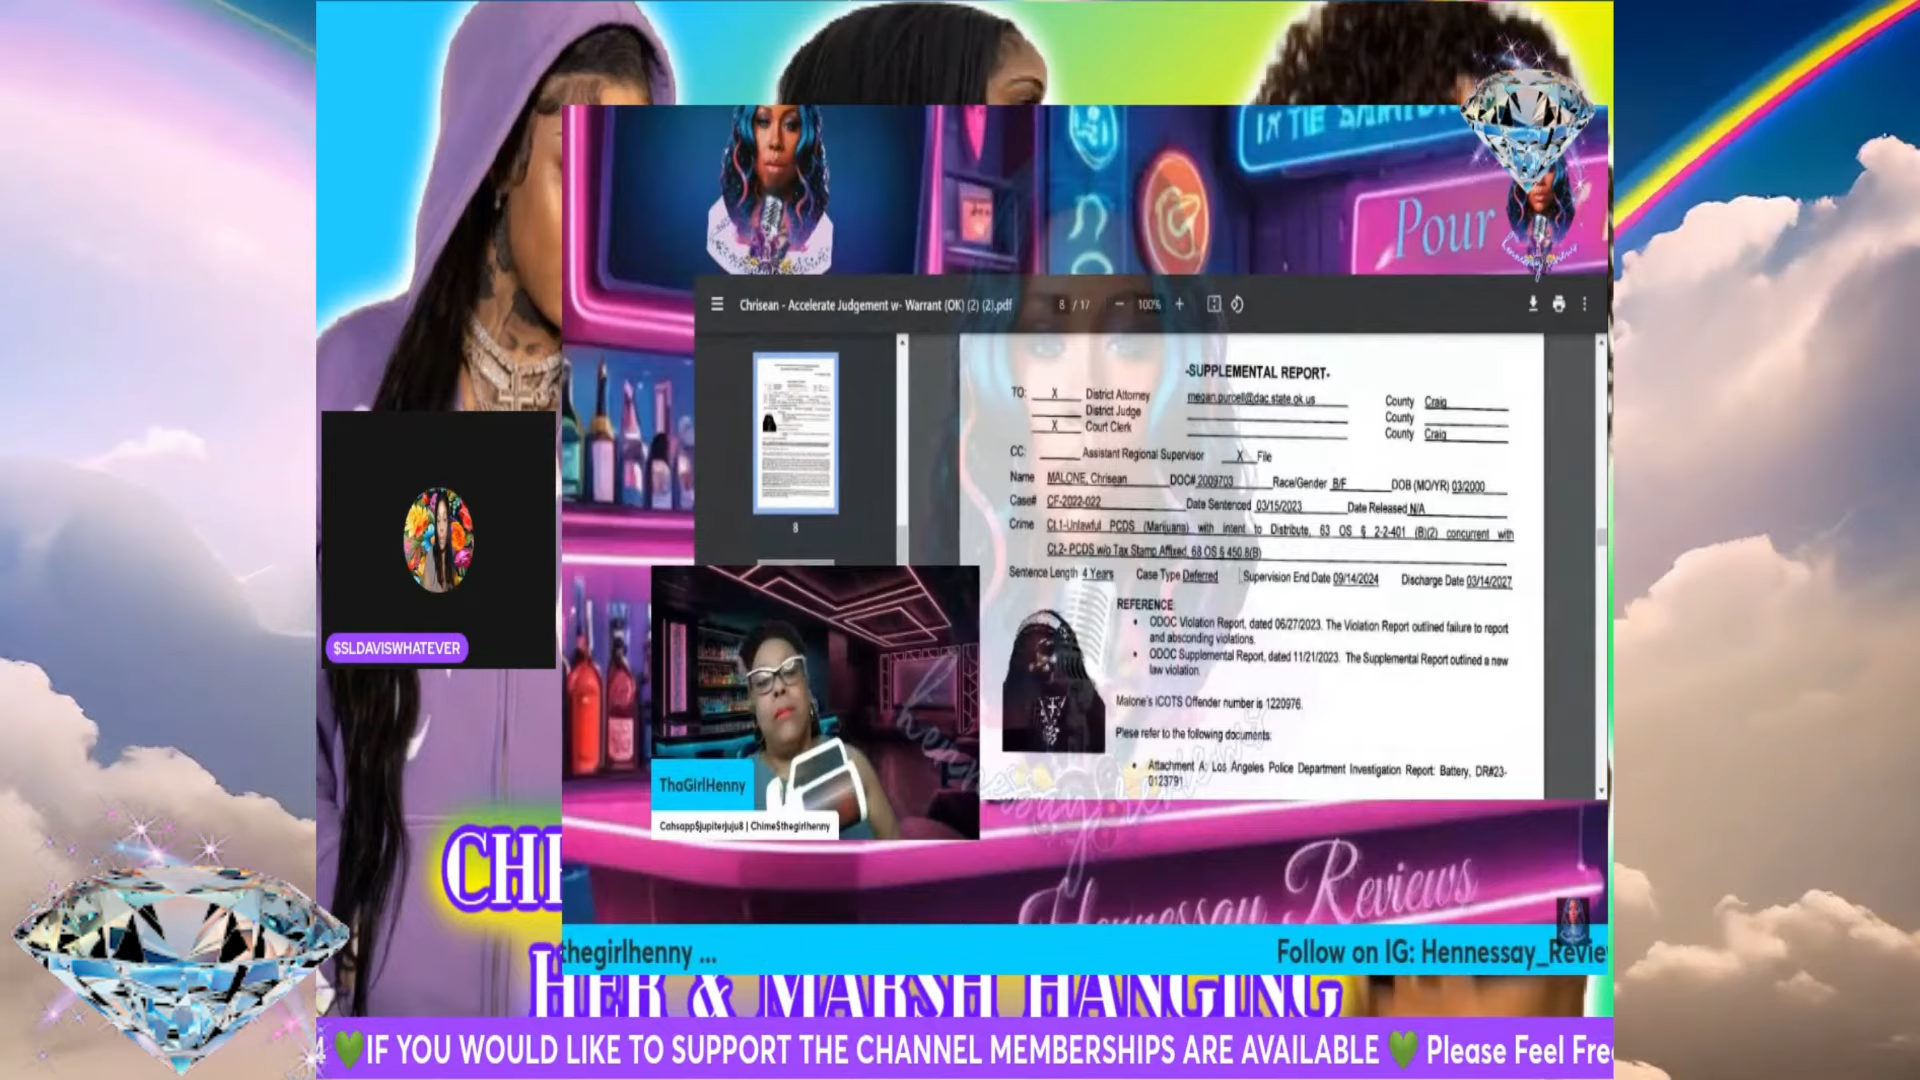 IN THE
Pour
Chrisean - Accelerate Judgement w- Warrant (OK) (2) (2).pdf
8 / 17
100%
8
-SUPPLEMENTAL REPORT-
TO: X District Attorney megan.purcell@dac.state.ok.us County Craig
District Judge County
X Court Clerk County Craig
CC: Assistant Regional Supervisor X File
Name MALONE, Chrisean DOC# 2009703 Race/Gender B/F DOB (MO/YR) 03/2000
Case# CF-2022-022 Date Sentenced 03/15/2023 Date Released N/A
Crime Ct.1-Unlawful PCDS (Marijuana) with intent to Distribute, 63 OS § 2-2-401 (B)(2) concurrent with
Ct.2- PCDS w/o Tax Stamp Affixed, 68 OS § 450.8(B)
Sentence Length 4 Years Case Type Deferred Supervision End Date 09/14/2024 Discharge Date 03/14/2027
REFERENCE
• ODOC Violation Report, dated 06/27/2023. The Violation Report outlined failure to report
and absconding violations.
• ODOC Supplemental Report, dated 11/21/2023. The Supplemental Report outlined a new
law violation.
Malone's ICOTS Offender number is 1220976.
Plese refer to the following documents:
• Attachment A: Los Angeles Police Department Investigation Report: Battery, DR#23-
0123791
$SLDAVISWHATEVER
ThaGirlHenny
Cahsapp$jupiterjuju8 | Chime$thegirlhenny
hennessay reviews
Hennessay Reviews
CHR
thegirlhenny ...
Follow on IG: Hennessay_Revie
HER & MARSH HANGING
4 💚IF YOU WOULD LIKE TO SUPPORT THE CHANNEL MEMBERSHIPS ARE AVAILABLE 💚 Please Feel Free